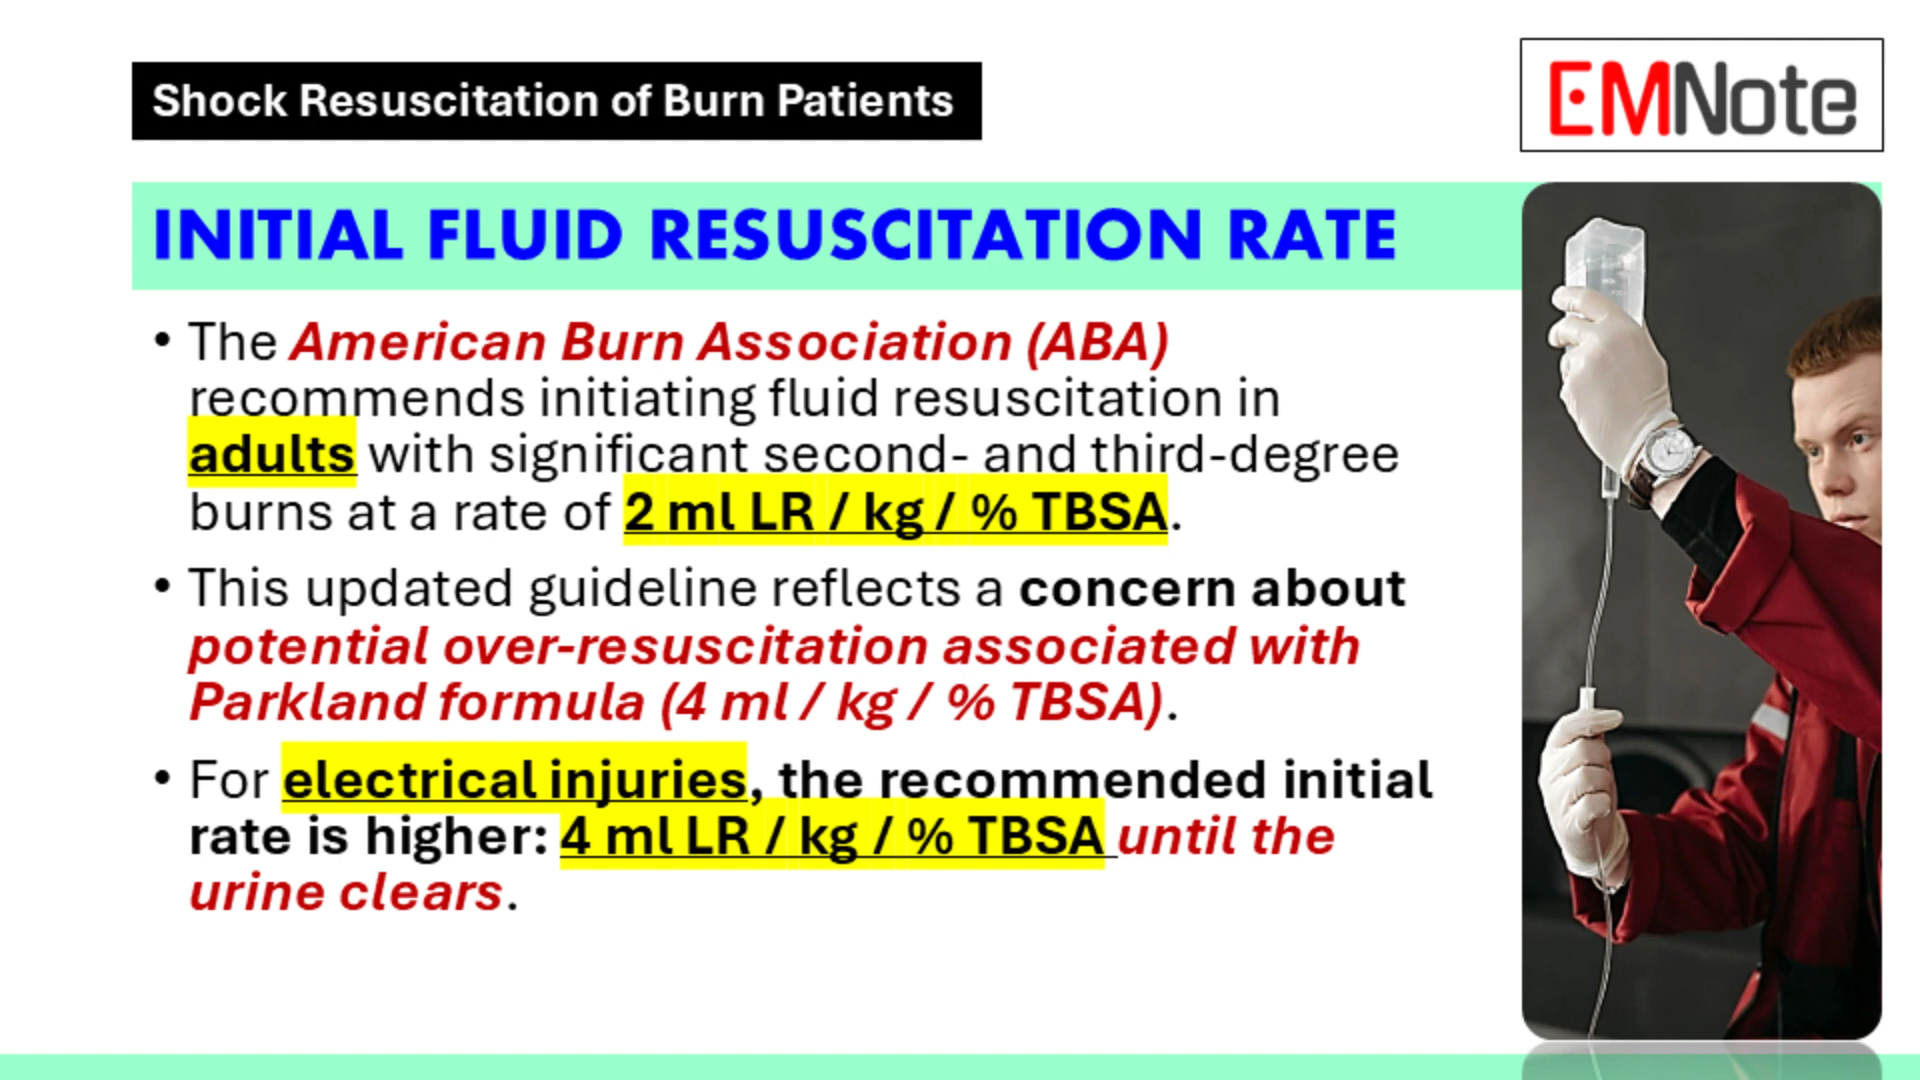 Shock Resuscitation of Burn Patients
EMNote
INITIAL FLUID RESUSCITATION RATE
• The American Burn Association (ABA)
recommends initiating fluid resuscitation in
adults with significant second- and third-degree
burns at a rate of 2 ml LR / kg / % TBSA.
• This updated guideline reflects a concern about
potential over-resuscitation associated with
Parkland formula (4 ml / kg / % TBSA).
• For electrical injuries, the recommended initial
rate is higher: 4 ml LR / kg / % TBSA until the
urine clears.